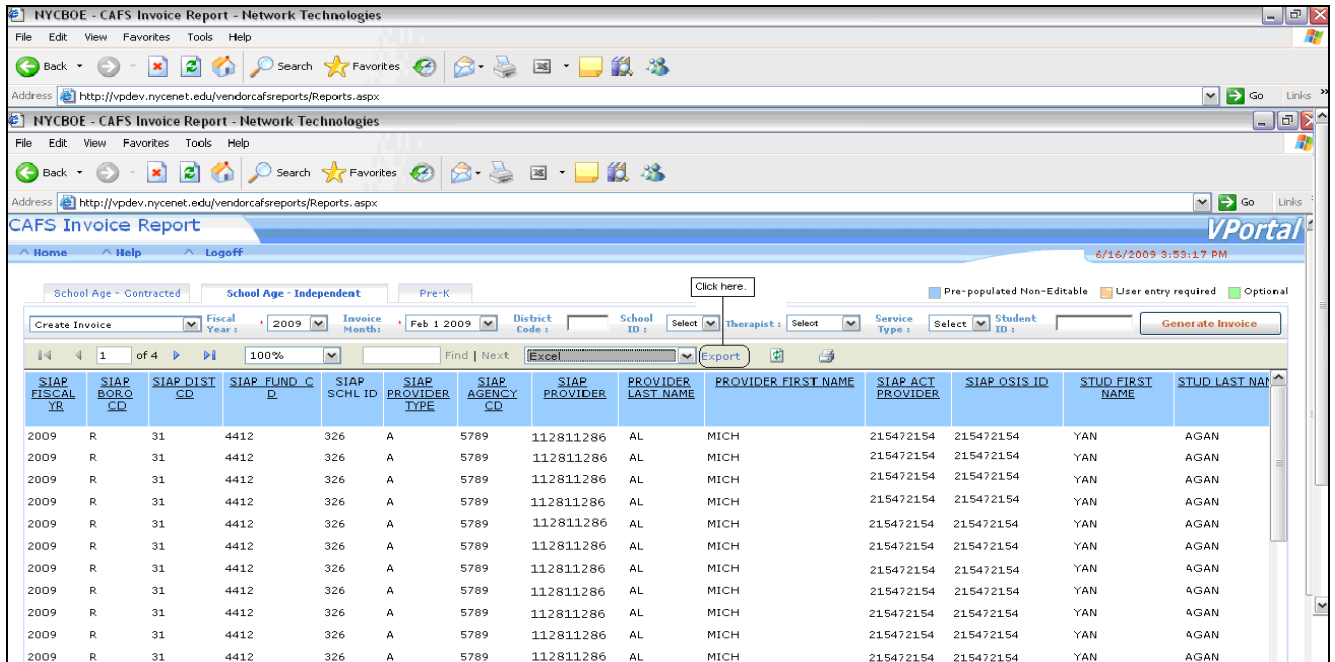 NYCBOE - CAFS Invoice Report - Network Technologies
File Edit View Favorites Tools Help
Back Search Favorites
Address http://vpdev.nycenet.edu/vendorcafsreports/Reports.aspx Go Links »
NYCBOE - CAFS Invoice Report - Network Technologies
File Edit View Favorites Tools Help
Back Search Favorites
Address http://vpdev.nycenet.edu/vendorcafsreports/Reports.aspx Go Links
CAFS Invoice Report VPortal
^ Home ^ Help ^ Logoff 6/16/2009 3:53:17 PM
Click here.
School Age - Contracted School Age - Independent Pre-K Pre-populated Non-Editable User entry required Optional
Create Invoice Fiscal Year : * 2009 Invoice Month: * Feb 1 2009 District Code : School ID : Select Therapist : Select Service Type : Select Student ID : Generate Invoice
1 of 4 100% Find | Next Excel Export
SIAP FISCAL YR SIAP BORO CD SIAP DIST CD SIAP FUND C D SIAP SCHL ID SIAP PROVIDER TYPE SIAP AGENCY CD SIAP PROVIDER PROVIDER LAST NAME PROVIDER FIRST NAME SIAP ACT PROVIDER SIAP OSIS ID STUD FIRST NAME STUD LAST NAM
2009 R 31 4412 326 A 5789 112811286 AL MICH 215472154 215472154 YAN AGAN
2009 R 31 4412 326 A 5789 112811286 AL MICH 215472154 215472154 YAN AGAN
2009 R 31 4412 326 A 5789 112811286 AL MICH 215472154 215472154 YAN AGAN
2009 R 31 4412 326 A 5789 112811286 AL MICH 215472154 215472154 YAN AGAN
2009 R 31 4412 326 A 5789 112811286 AL MICH 215472154 215472154 YAN AGAN
2009 R 31 4412 326 A 5789 112811286 AL MICH 215472154 215472154 YAN AGAN
2009 R 31 4412 326 A 5789 112811286 AL MICH 215472154 215472154 YAN AGAN
2009 R 31 4412 326 A 5789 112811286 AL MICH 215472154 215472154 YAN AGAN
2009 R 31 4412 326 A 5789 112811286 AL MICH 215472154 215472154 YAN AGAN
2009 R 31 4412 326 A 5789 112811286 AL MICH 215472154 215472154 YAN AGAN
2009 R 31 4412 326 A 5789 112811286 AL MICH 215472154 215472154 YAN AGAN